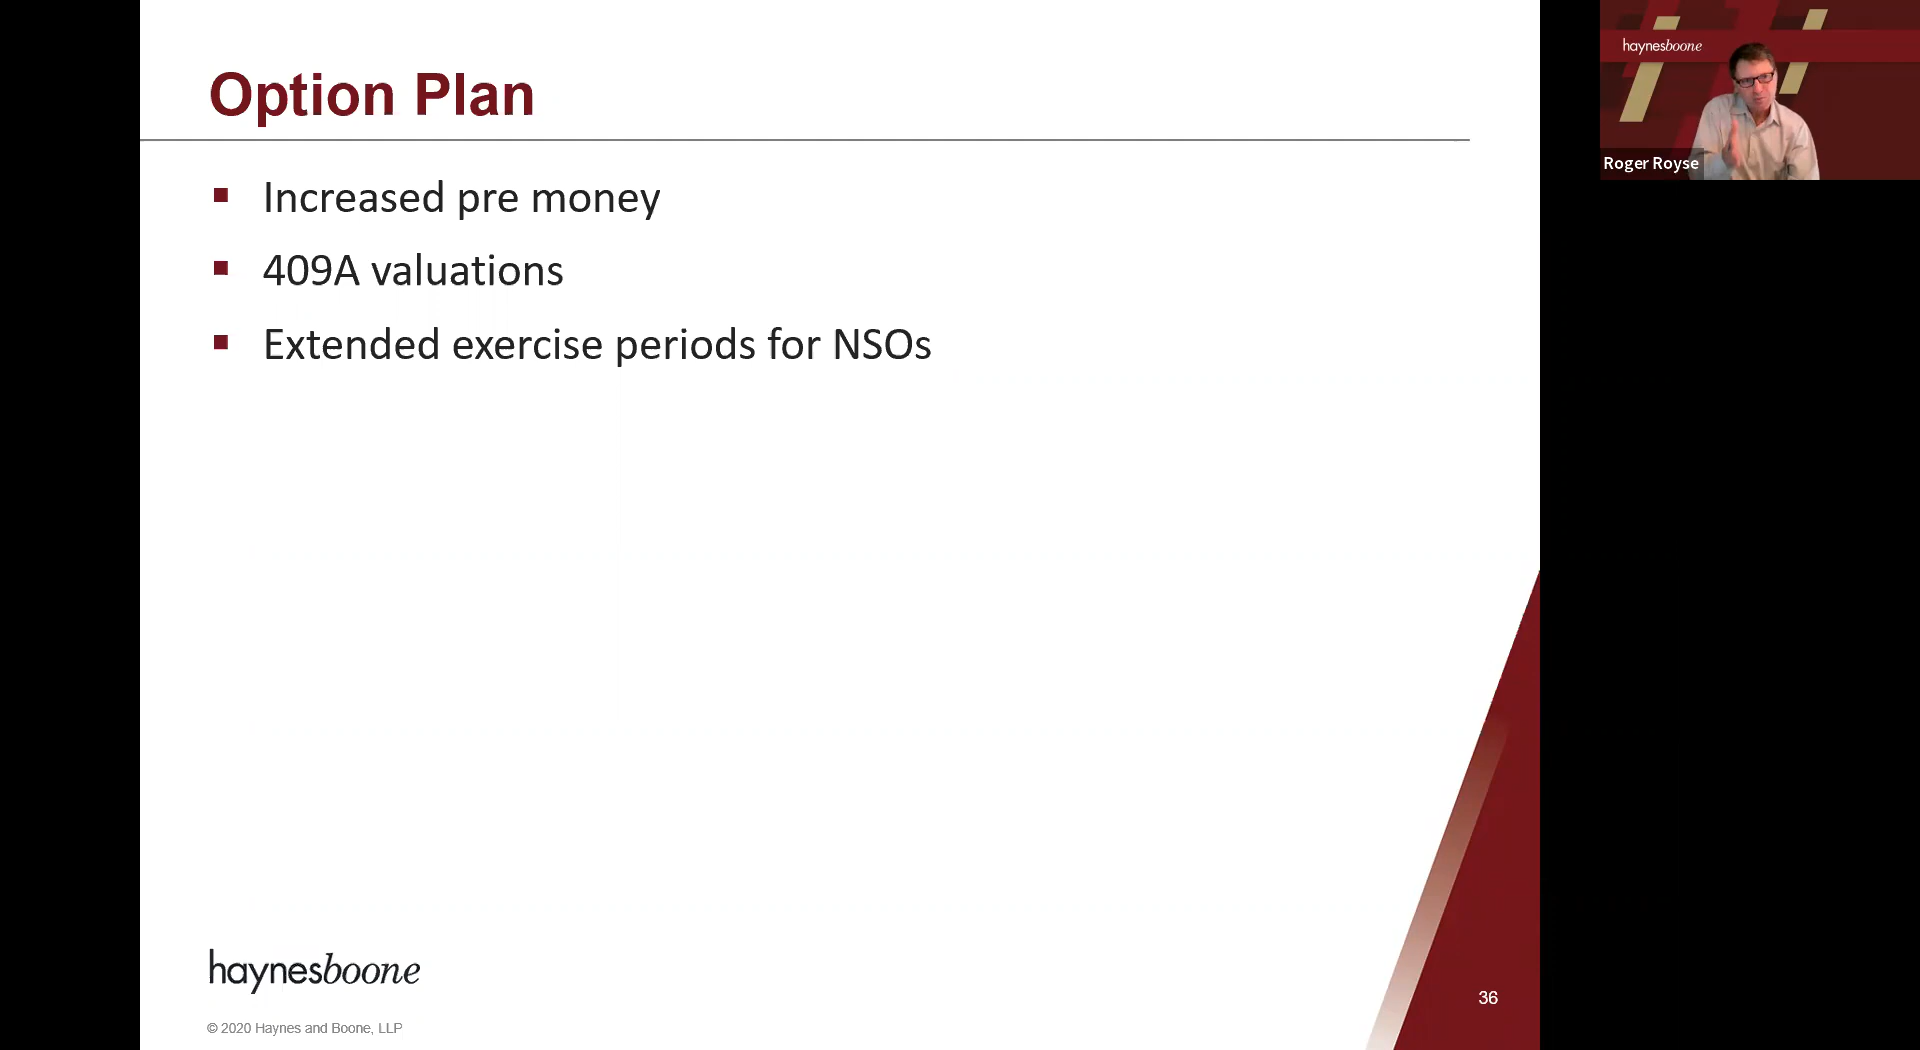 Option Plan
Increased pre money
409A valuations
Extended exercise periods for NSOs
haynesboone
© 2020 Haynes and Boone, LLP
36
haynesboone
Roger Royse